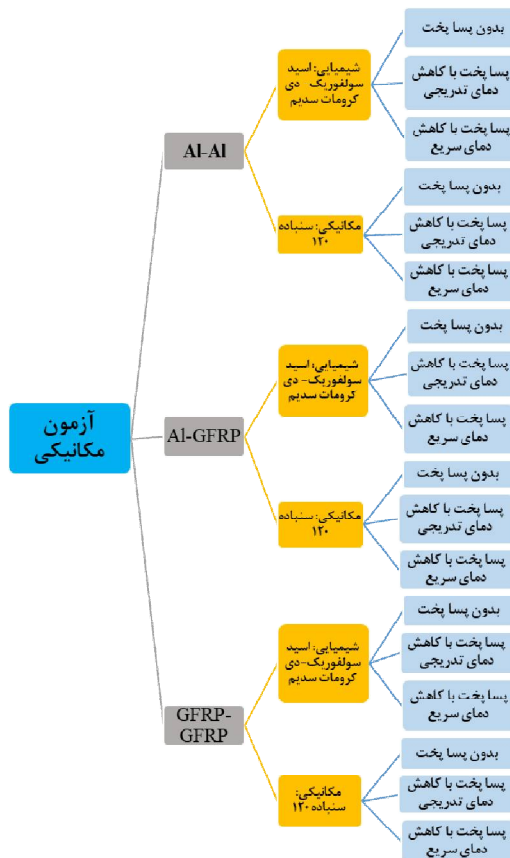 آزمون
مکانیکی
Al-Al
شیمیایی: اسید
سولفوریک- دی
کرومات سدیم
بدون پسا پخت
پسا پخت با کاهش
دمای تدریجی
پسا پخت با کاهش
دمای سریع
مکانیکی: سنباده
۱۲۰
بدون پسا پخت
پسا پخت با کاهش
دمای تدریجی
پسا پخت با کاهش
دمای سریع
Al-GFRP
شیمیایی: اسید
سولفوریک- دی
کرومات سدیم
بدون پسا پخت
پسا پخت با کاهش
دمای تدریجی
پسا پخت با کاهش
دمای سریع
مکانیکی: سنباده
۱۲۰
بدون پسا پخت
پسا پخت با کاهش
دمای تدریجی
پسا پخت با کاهش
دمای سریع
GFRP-
GFRP
شیمیایی: اسید
سولفوریک-دی
کرومات سدیم
بدون پسا پخت
پسا پخت با کاهش
دمای تدریجی
پسا پخت با کاهش
دمای سریع
مکانیکی:
سنباده ۱۲۰
بدون پسا پخت
پسا پخت با کاهش
دمای تدریجی
پسا پخت با کاهش
دمای سریع